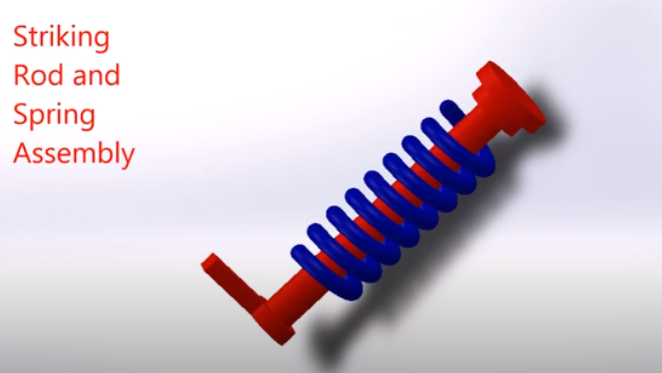 Striking
Rod and
Spring
Assembly